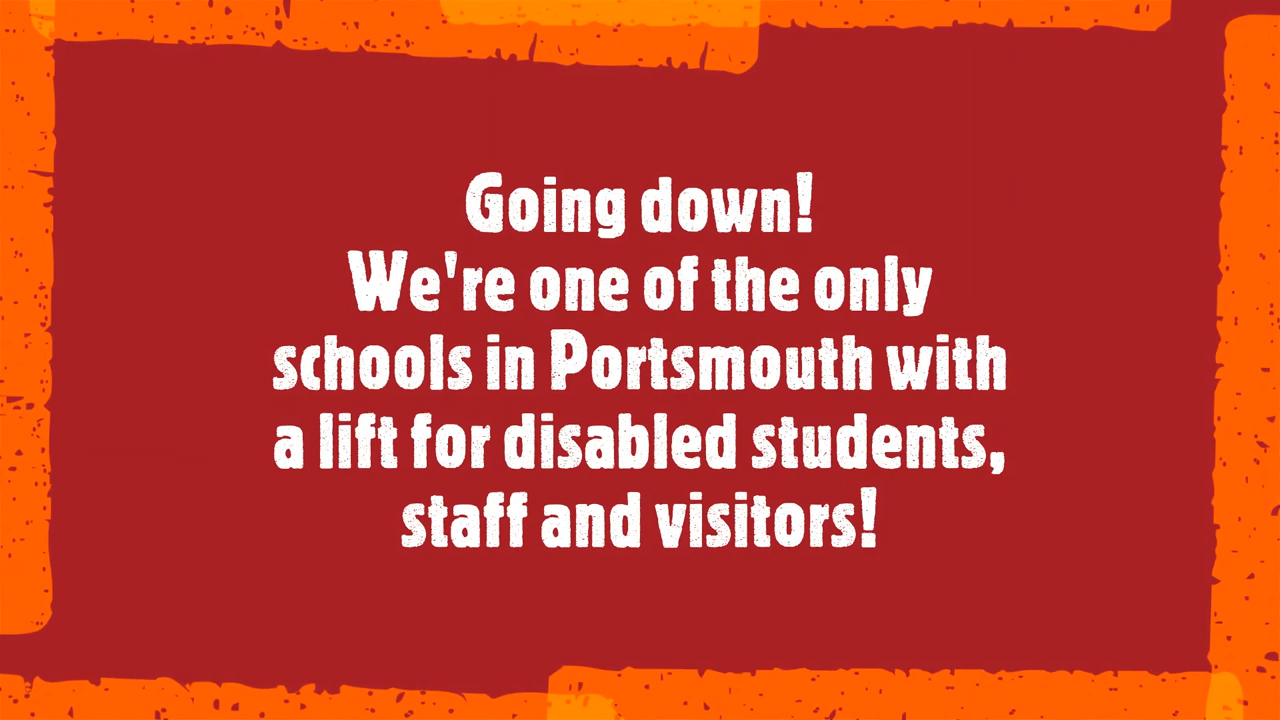 Going down!
We're one of the only
schools in Portsmouth with
a lift for disabled students,
staff and visitors!